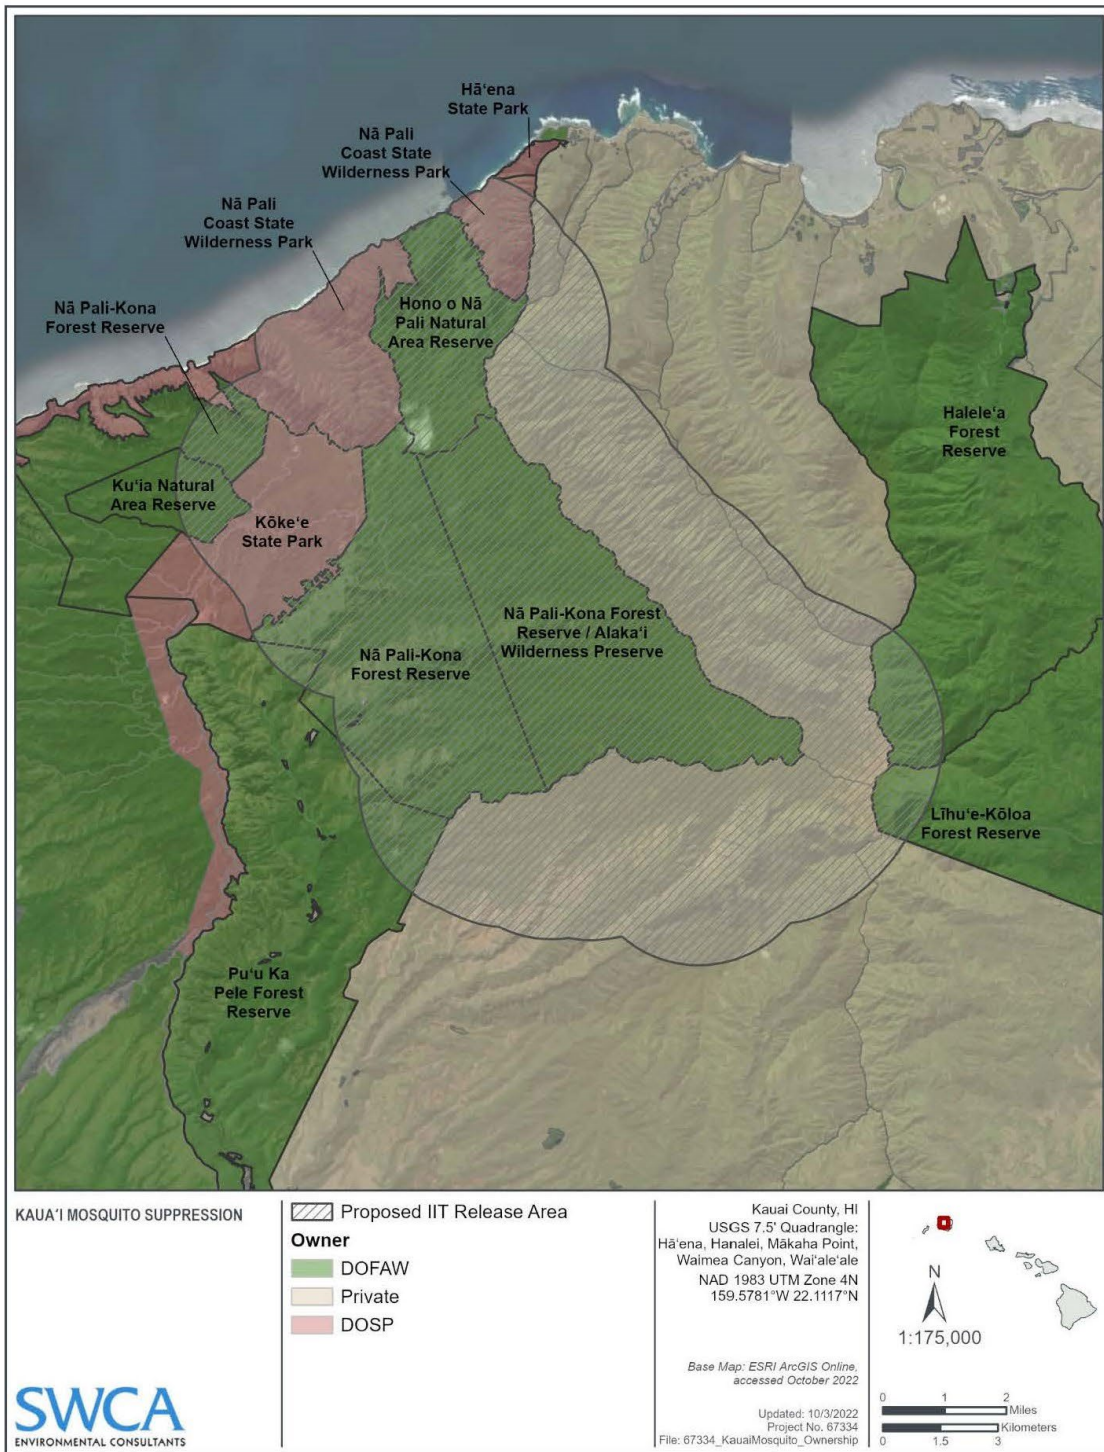 Hā‘ena
State Park
Nā Pali
Coast State
Wilderness Park
Nā Pali
Coast State
Wilderness Park
Nā Pali-Kona
Forest Reserve
Hono o Nā
Pali Natural
Area Reserve
Halele‘a
Forest
Reserve
Ku‘ia Natural
Area Reserve
Kōke‘e
State Park
Nā Pali-Kona Forest
Reserve / Alaka‘i
Wilderness Preserve
Nā Pali-Kona
Forest Reserve
Līhu‘e-Kōloa
Forest Reserve
Pu‘u Ka
Pele Forest
Reserve
KAUA‘I MOSQUITO SUPPRESSION
SWCA
ENVIRONMENTAL CONSULTANTS
Proposed IIT Release Area
Owner
DOFAW
Private
DOSP
Kauai County, HI
USGS 7.5' Quadrangle:
Hā‘ena, Hanalei, Mākaha Point,
Waimea Canyon, Wai‘ale‘ale
NAD 1983 UTM Zone 4N
159.5781°W 22.1117°N
Base Map: ESRI ArcGIS Online,
accessed October 2022
Updated: 10/3/2022
Project No. 67334
File: 67334_KauaiMosquito_Ownership
N
1:175,000
0 1 2
Miles
Kilometers
0 1.5 3